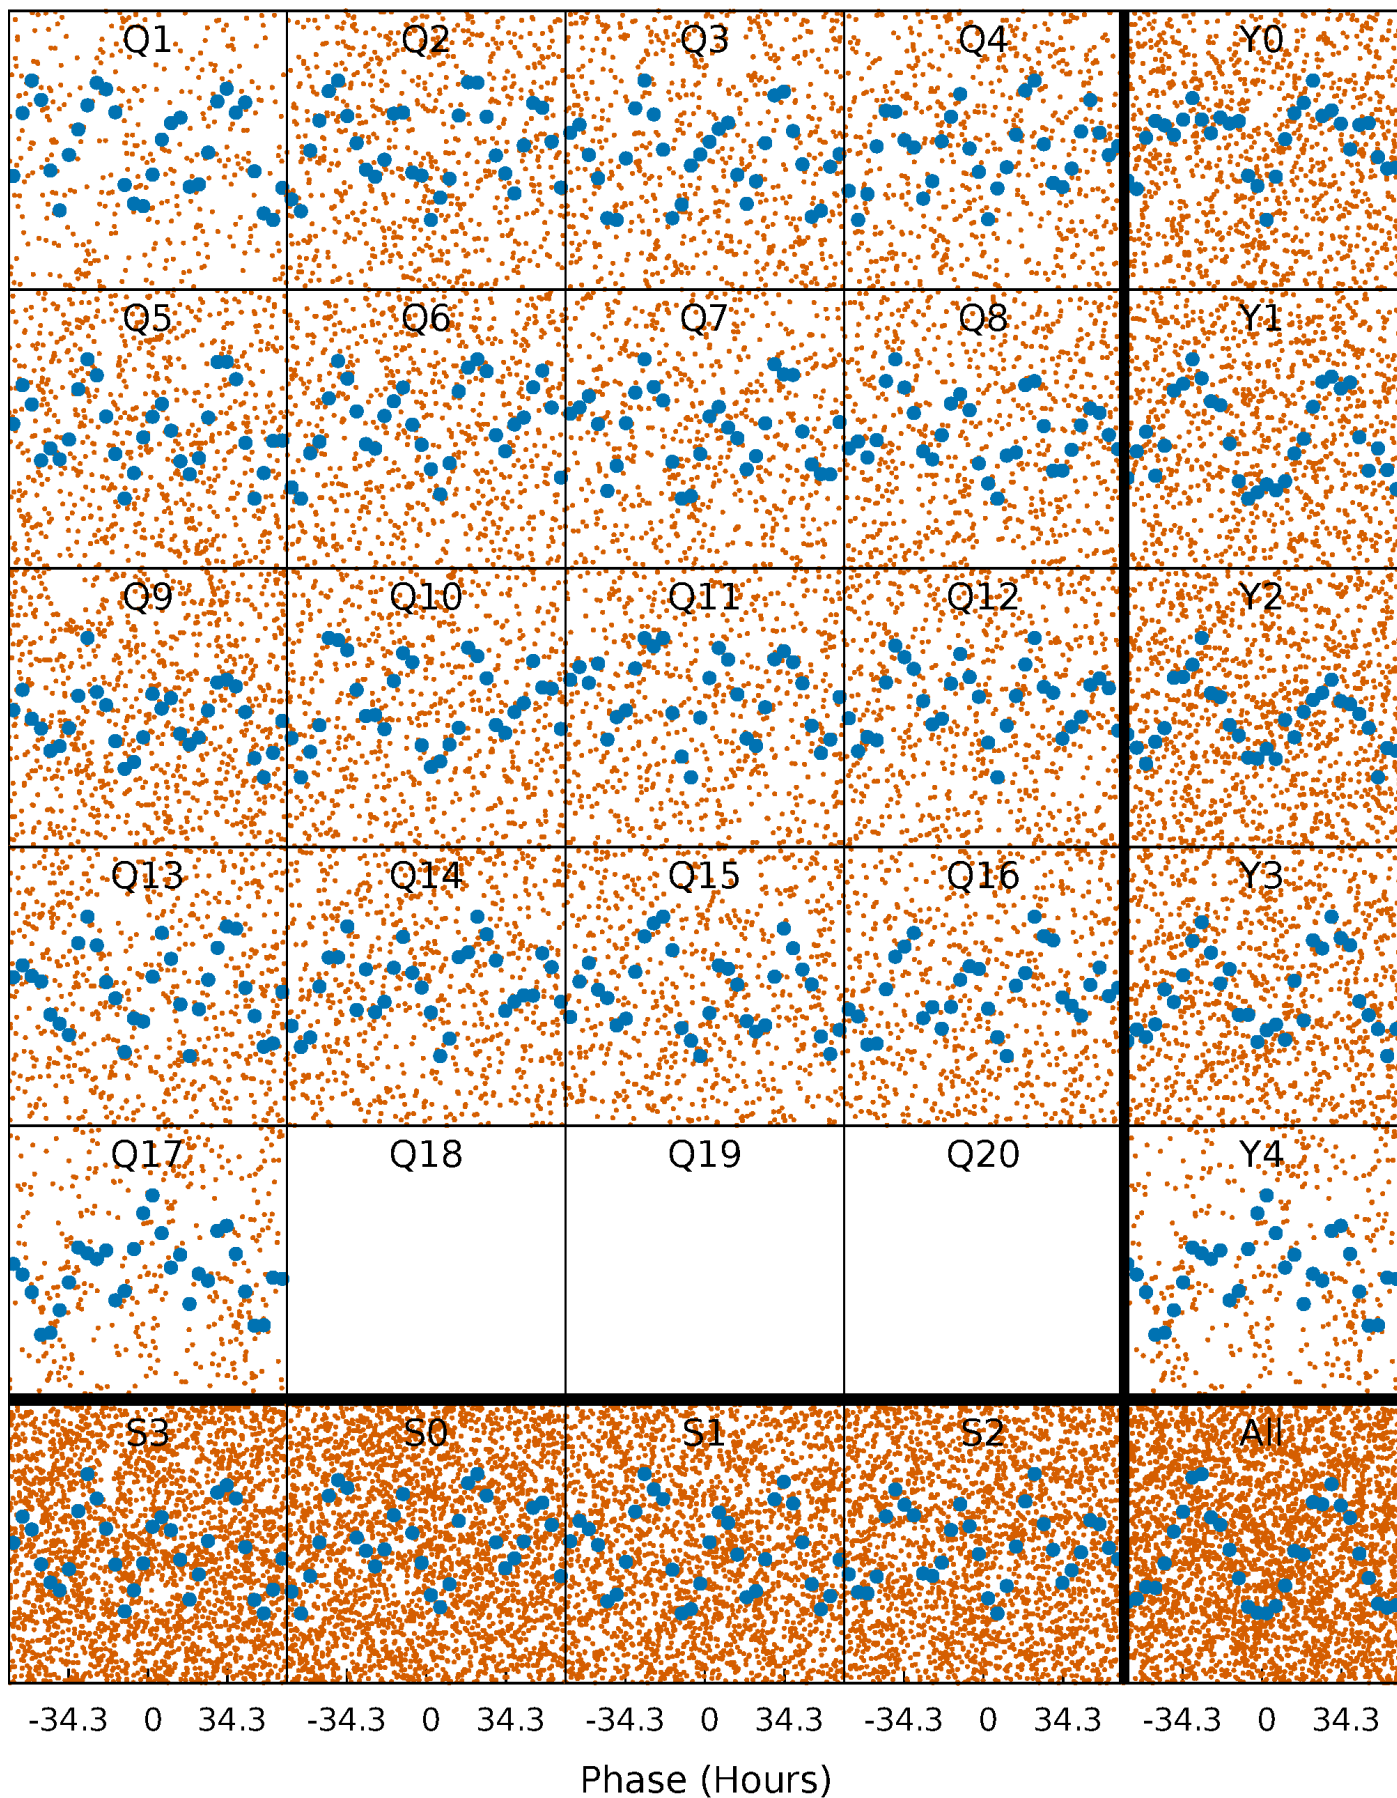 Q1 Q2 Q3 Q4 Y0
Q5 Q6 Q7 Q8 Y1
Q9 Q10 Q11 Q12 Y2
Q13 Q14 Q15 Q16 Y3
Q17 Q18 Q19 Q20 Y4
S3 S0 S1 S2 All
-34.3 0 34.3 -34.3 0 34.3 -34.3 0 34.3 -34.3 0 34.3 -34.3 0 34.3
Phase (Hours)